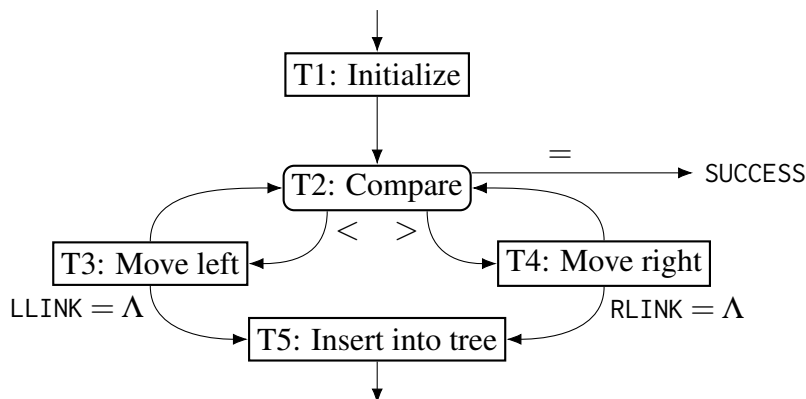 T1: Initialize
=
T2: Compare
SUCCESS
< >
T3: Move left
T4: Move right
LLINK = Λ
RLINK = Λ
T5: Insert into tree